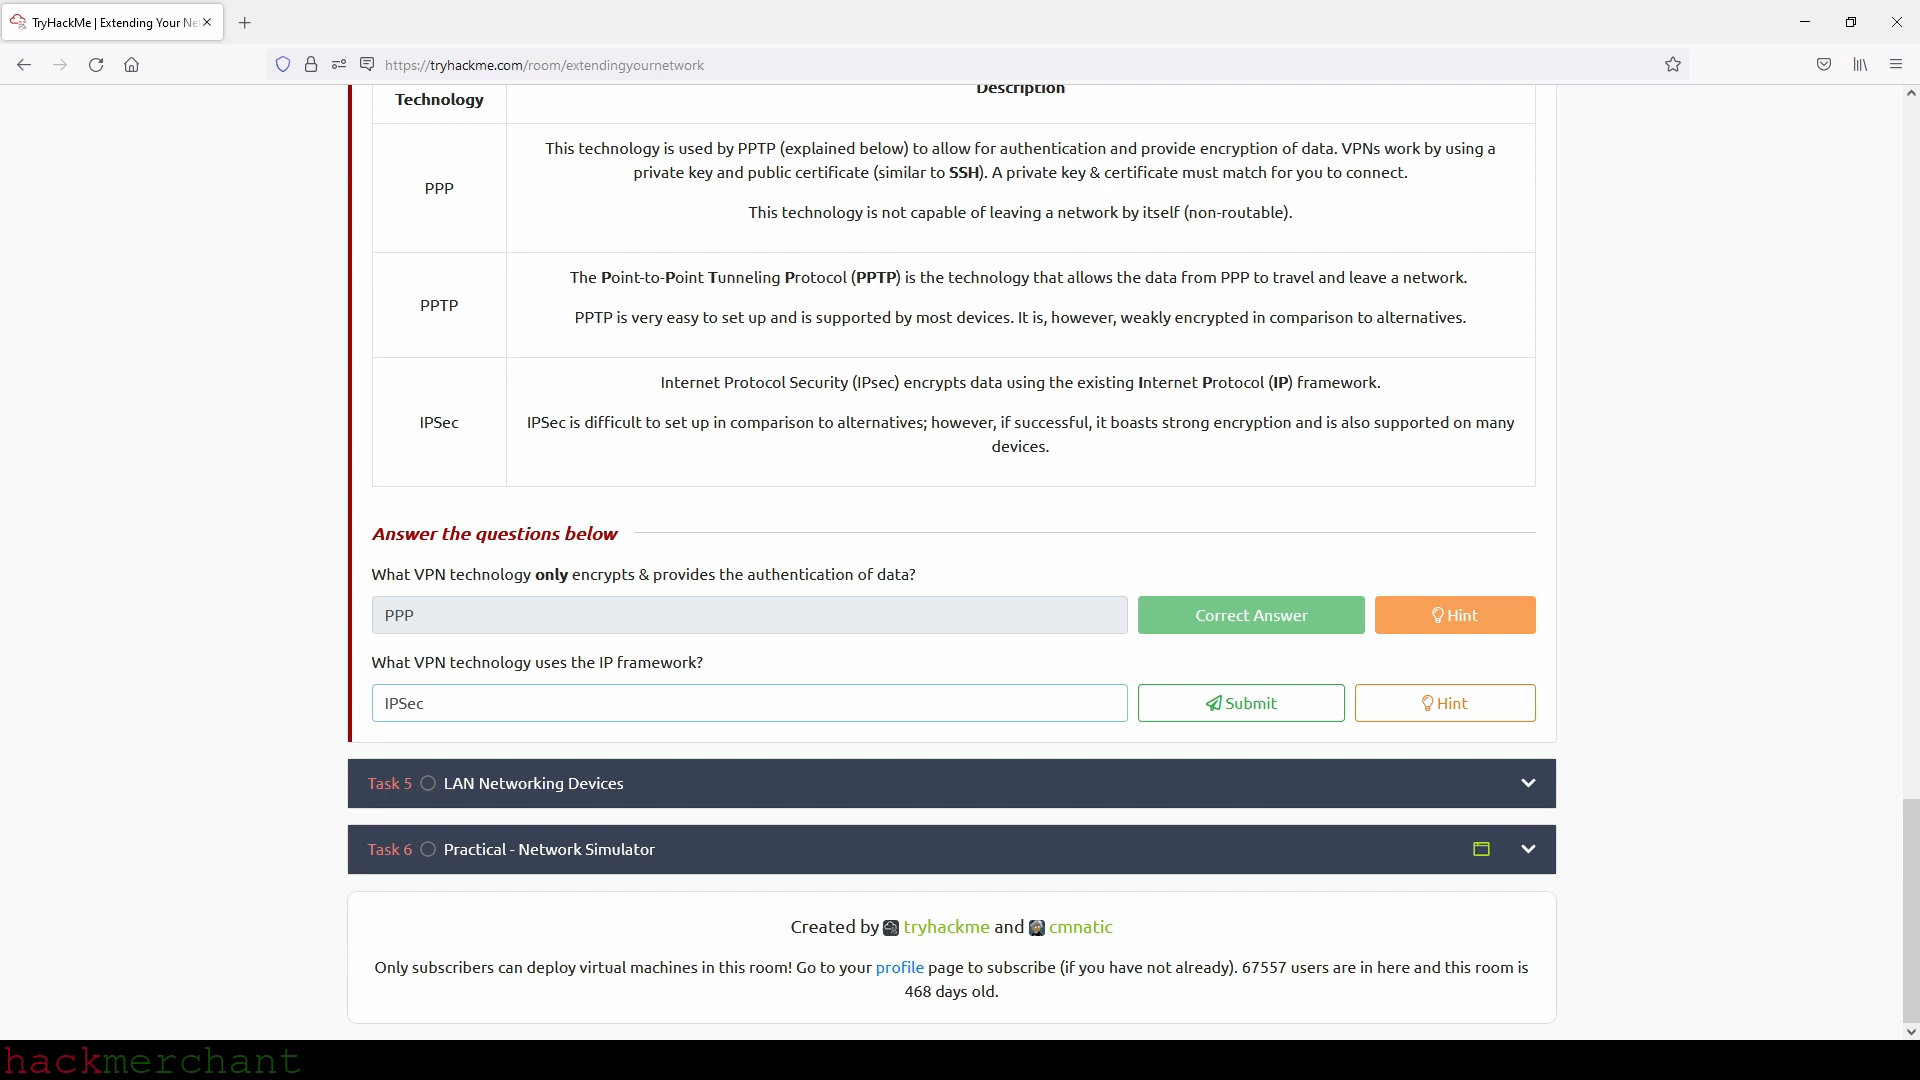 TryHackMe | Extending Your Ne
https://tryhackme.com/room/extendingyournetwork
Technology
Description
PPP
This technology is used by PPTP (explained below) to allow for authentication and provide encryption of data. VPNs work by using a
private key and public certificate (similar to SSH). A private key & certificate must match for you to connect.
This technology is not capable of leaving a network by itself (non-routable).
PPTP
The Point-to-Point Tunneling Protocol (PPTP) is the technology that allows the data from PPP to travel and leave a network.
PPTP is very easy to set up and is supported by most devices. It is, however, weakly encrypted in comparison to alternatives.
IPSec
Internet Protocol Security (IPsec) encrypts data using the existing Internet Protocol (IP) framework.
IPSec is difficult to set up in comparison to alternatives; however, if successful, it boasts strong encryption and is also supported on many
devices.
Answer the questions below
What VPN technology only encrypts & provides the authentication of data?
PPP
Correct Answer
Hint
What VPN technology uses the IP framework?
IPSec
Submit
Hint
Task 5 LAN Networking Devices
Task 6 Practical - Network Simulator
Created by tryhackme and cmnatic
Only subscribers can deploy virtual machines in this room! Go to your profile page to subscribe (if you have not already). 67557 users are in here and this room is
468 days old.
hackmerchant